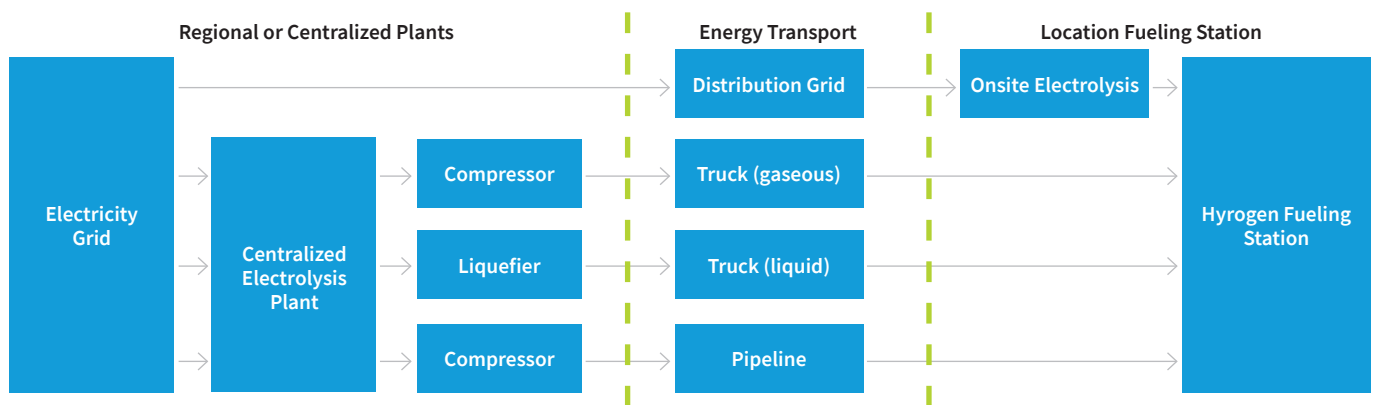 Regional or Centralized Plants
Energy Transport
Location Fueling Station
Electricity
Grid
Distribution Grid
Onsite Electrolysis
Hyrogen Fueling
Station
Centralized
Electrolysis
Plant
Compressor
Truck (gaseous)
Liquefier
Truck (liquid)
Compressor
Pipeline